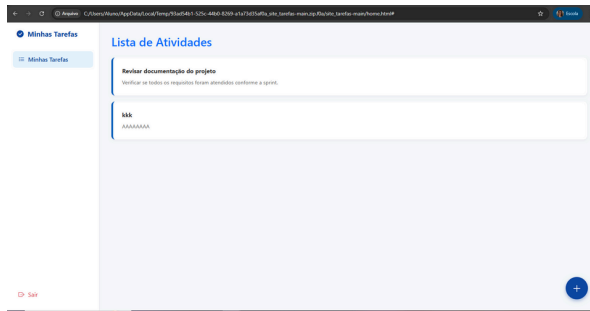 Arquivo C:/Users/Aluno/AppData/Local/Temp/93ad54b1-525c-44b0-8269-a1a73d35af0a_site_tarefas-main.zip.f0a/site_tarefas-main/home.html#
Escola
Minhas Tarefas
Minhas Tarefas
Lista de Atividades
Revisar documentação do projeto
Verificar se todos os requisitos foram atendidos conforme a sprint.
kkk
AAAAAAAA
Sair